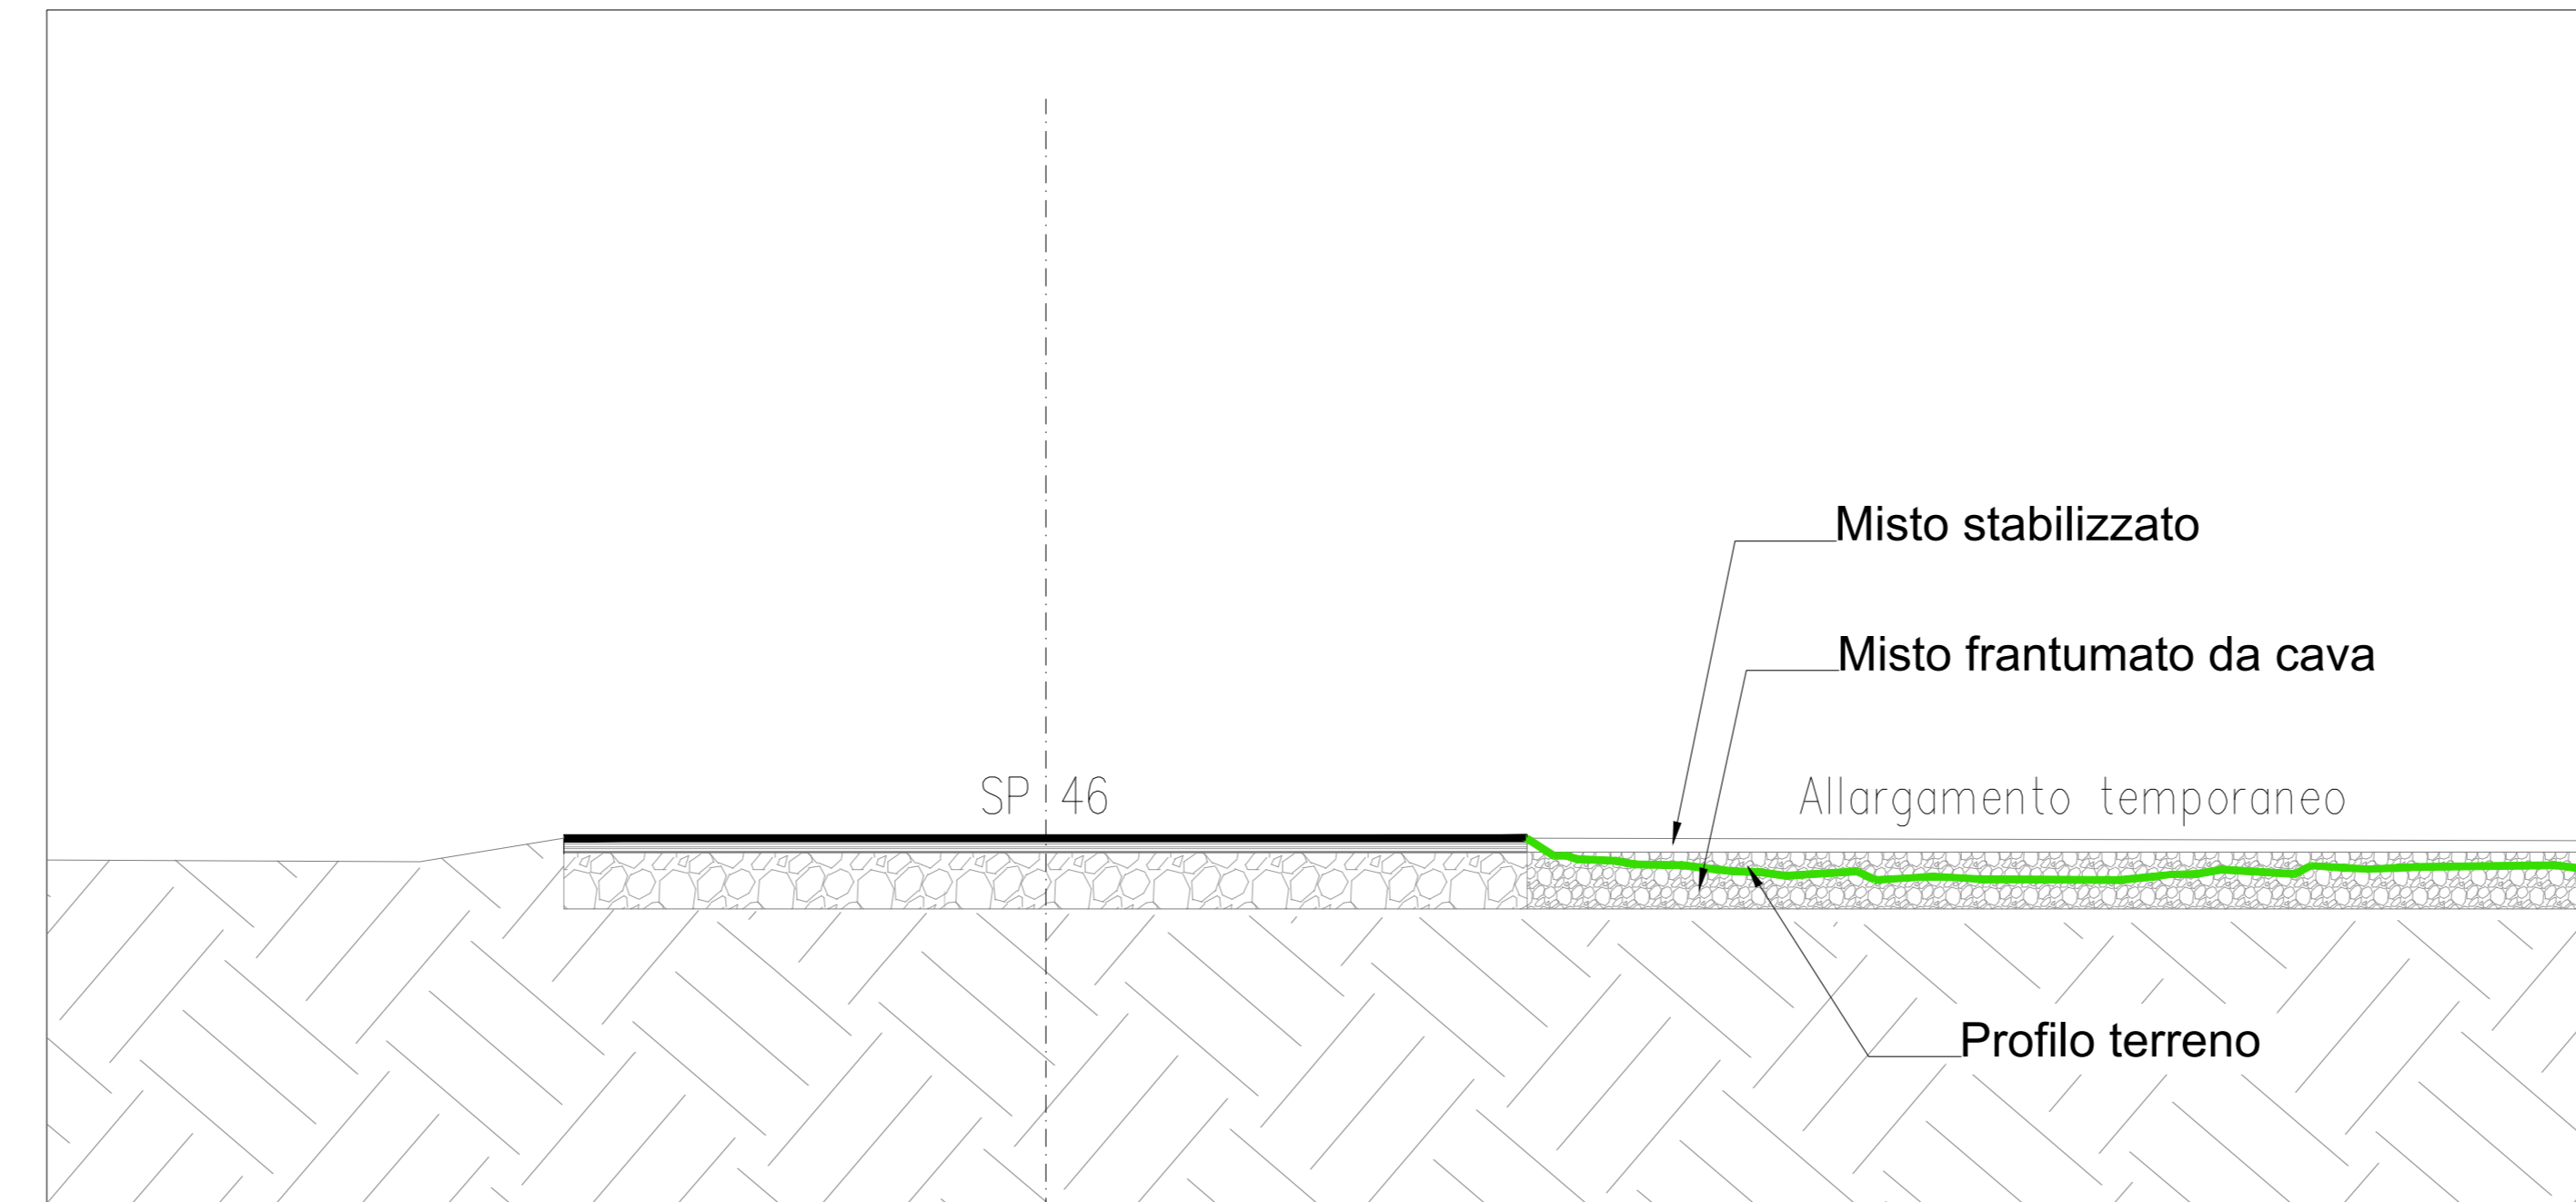 Misto stabilizzato
Misto frantumato da cava
SP 46
Allargamento temporaneo
Profilo terreno